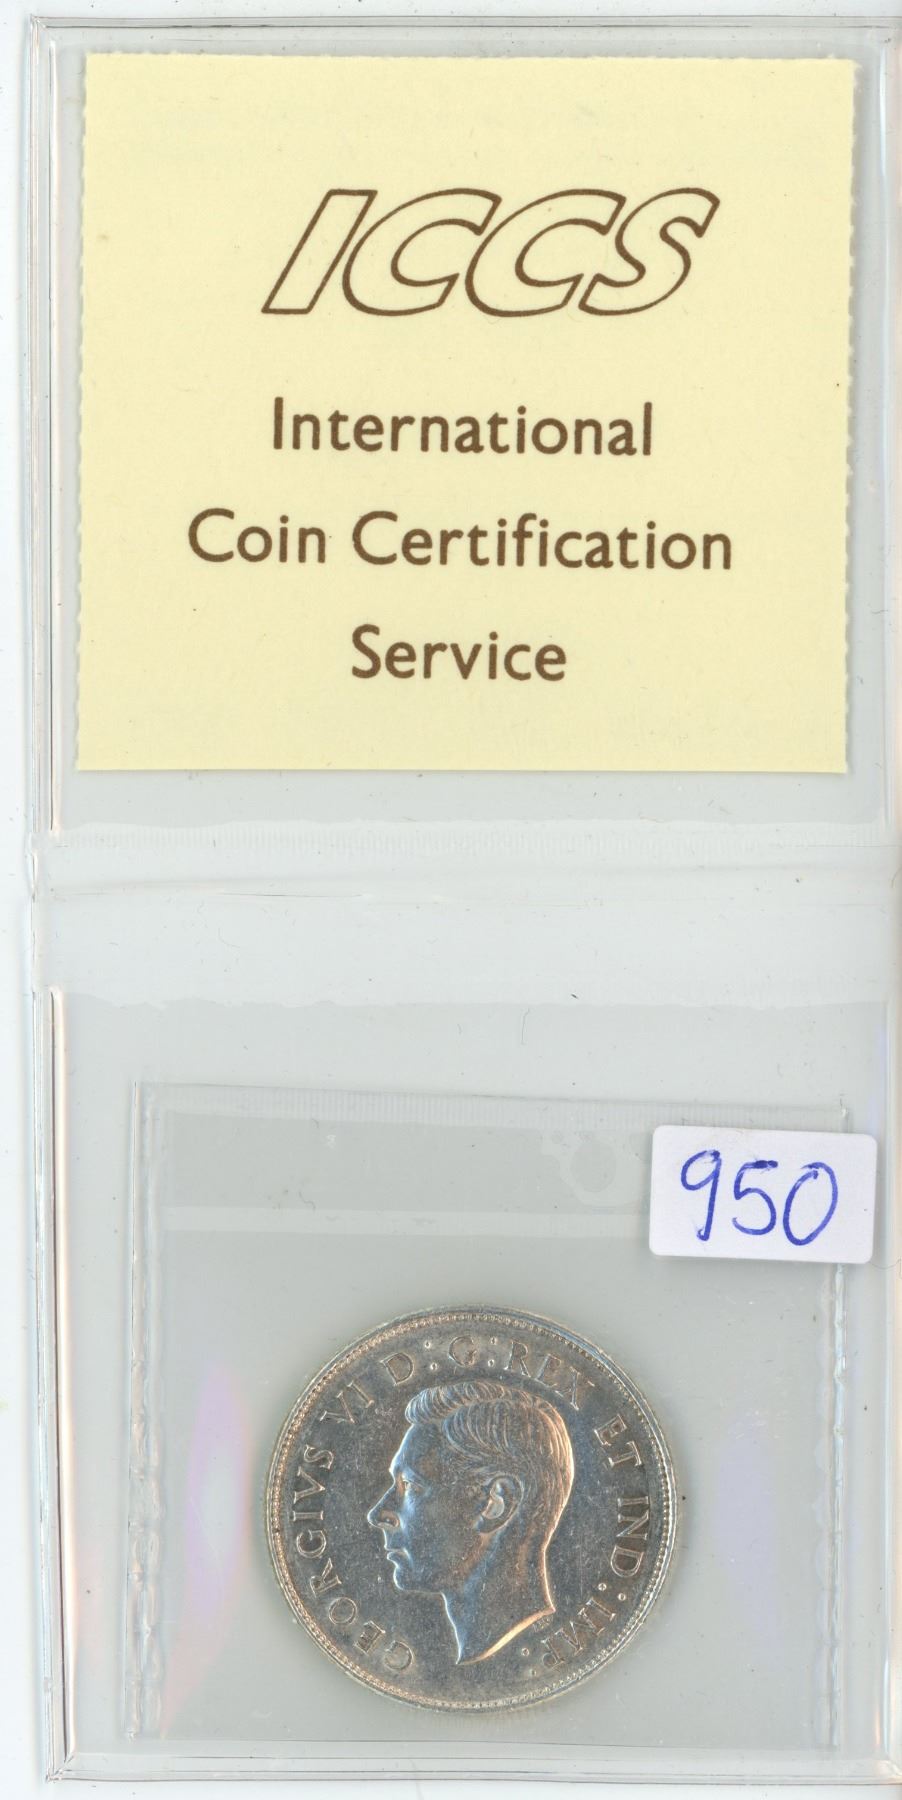 ICCS
International
Coin Certification
Service
950
GEORGIVS VI D:G:REX ET IND:IMP.